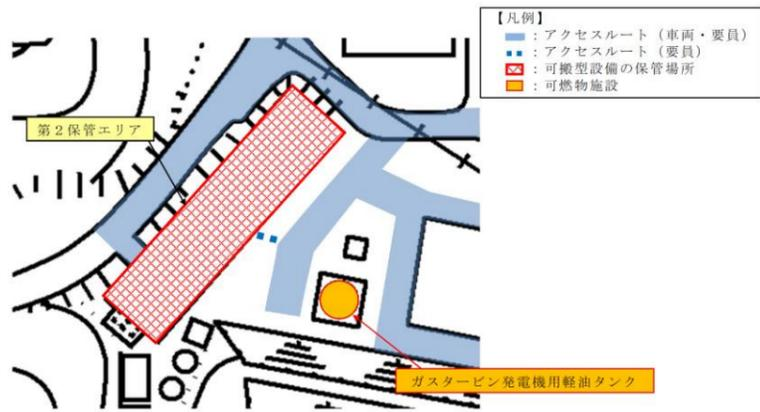 【凡例】
：アクセスルート（車両・要員）
：アクセスルート（要員）
：可搬型設備の保管場所
：可燃物施設
第2保管エリア
ガスタービン発電機用軽油タンク